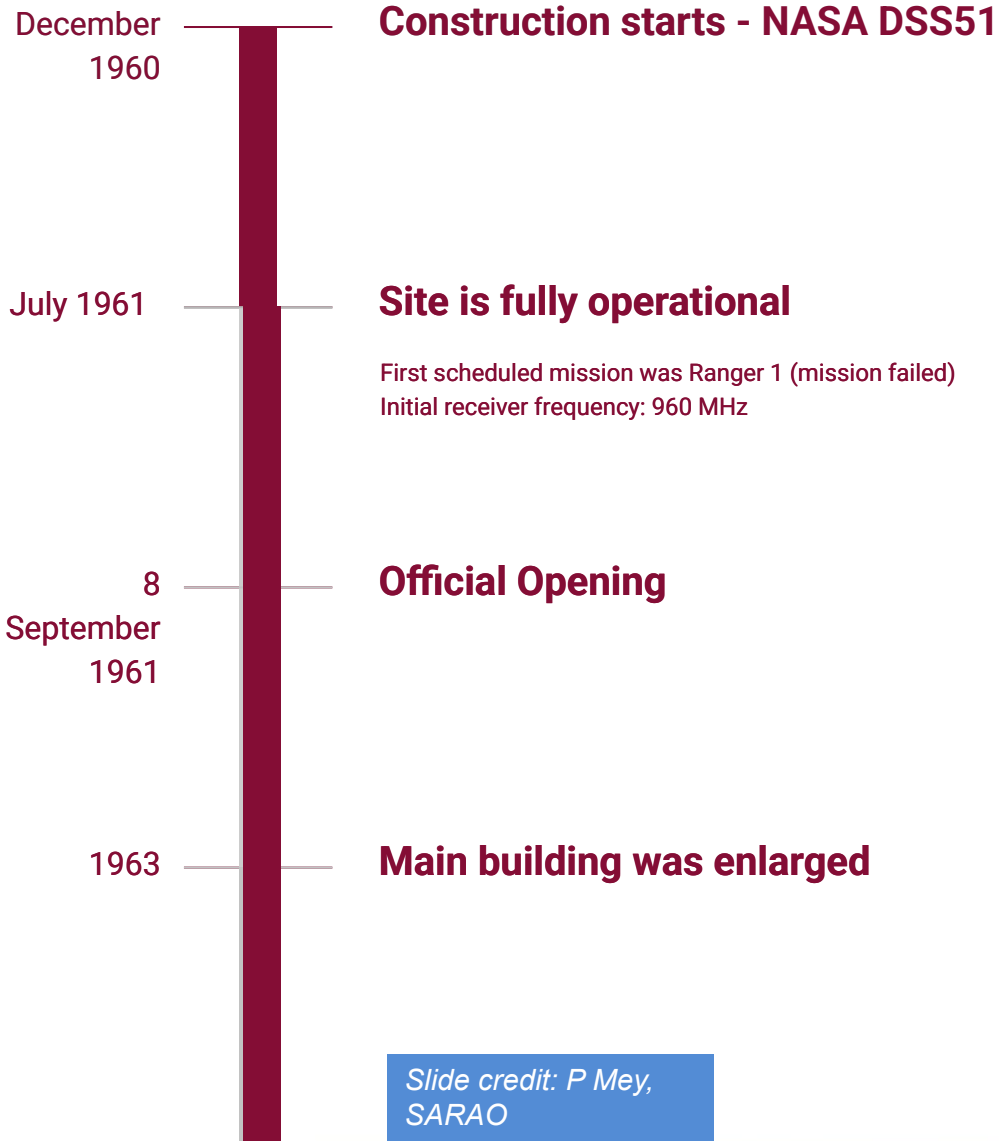 December
1960
Construction starts - NASA DSS51
July 1961
Site is fully operational
First scheduled mission was Ranger 1 (mission failed)
Initial receiver frequency: 960 MHz
8
September
1961
Official Opening
1963
Main building was enlarged
Slide credit: P Mey,
SARAO